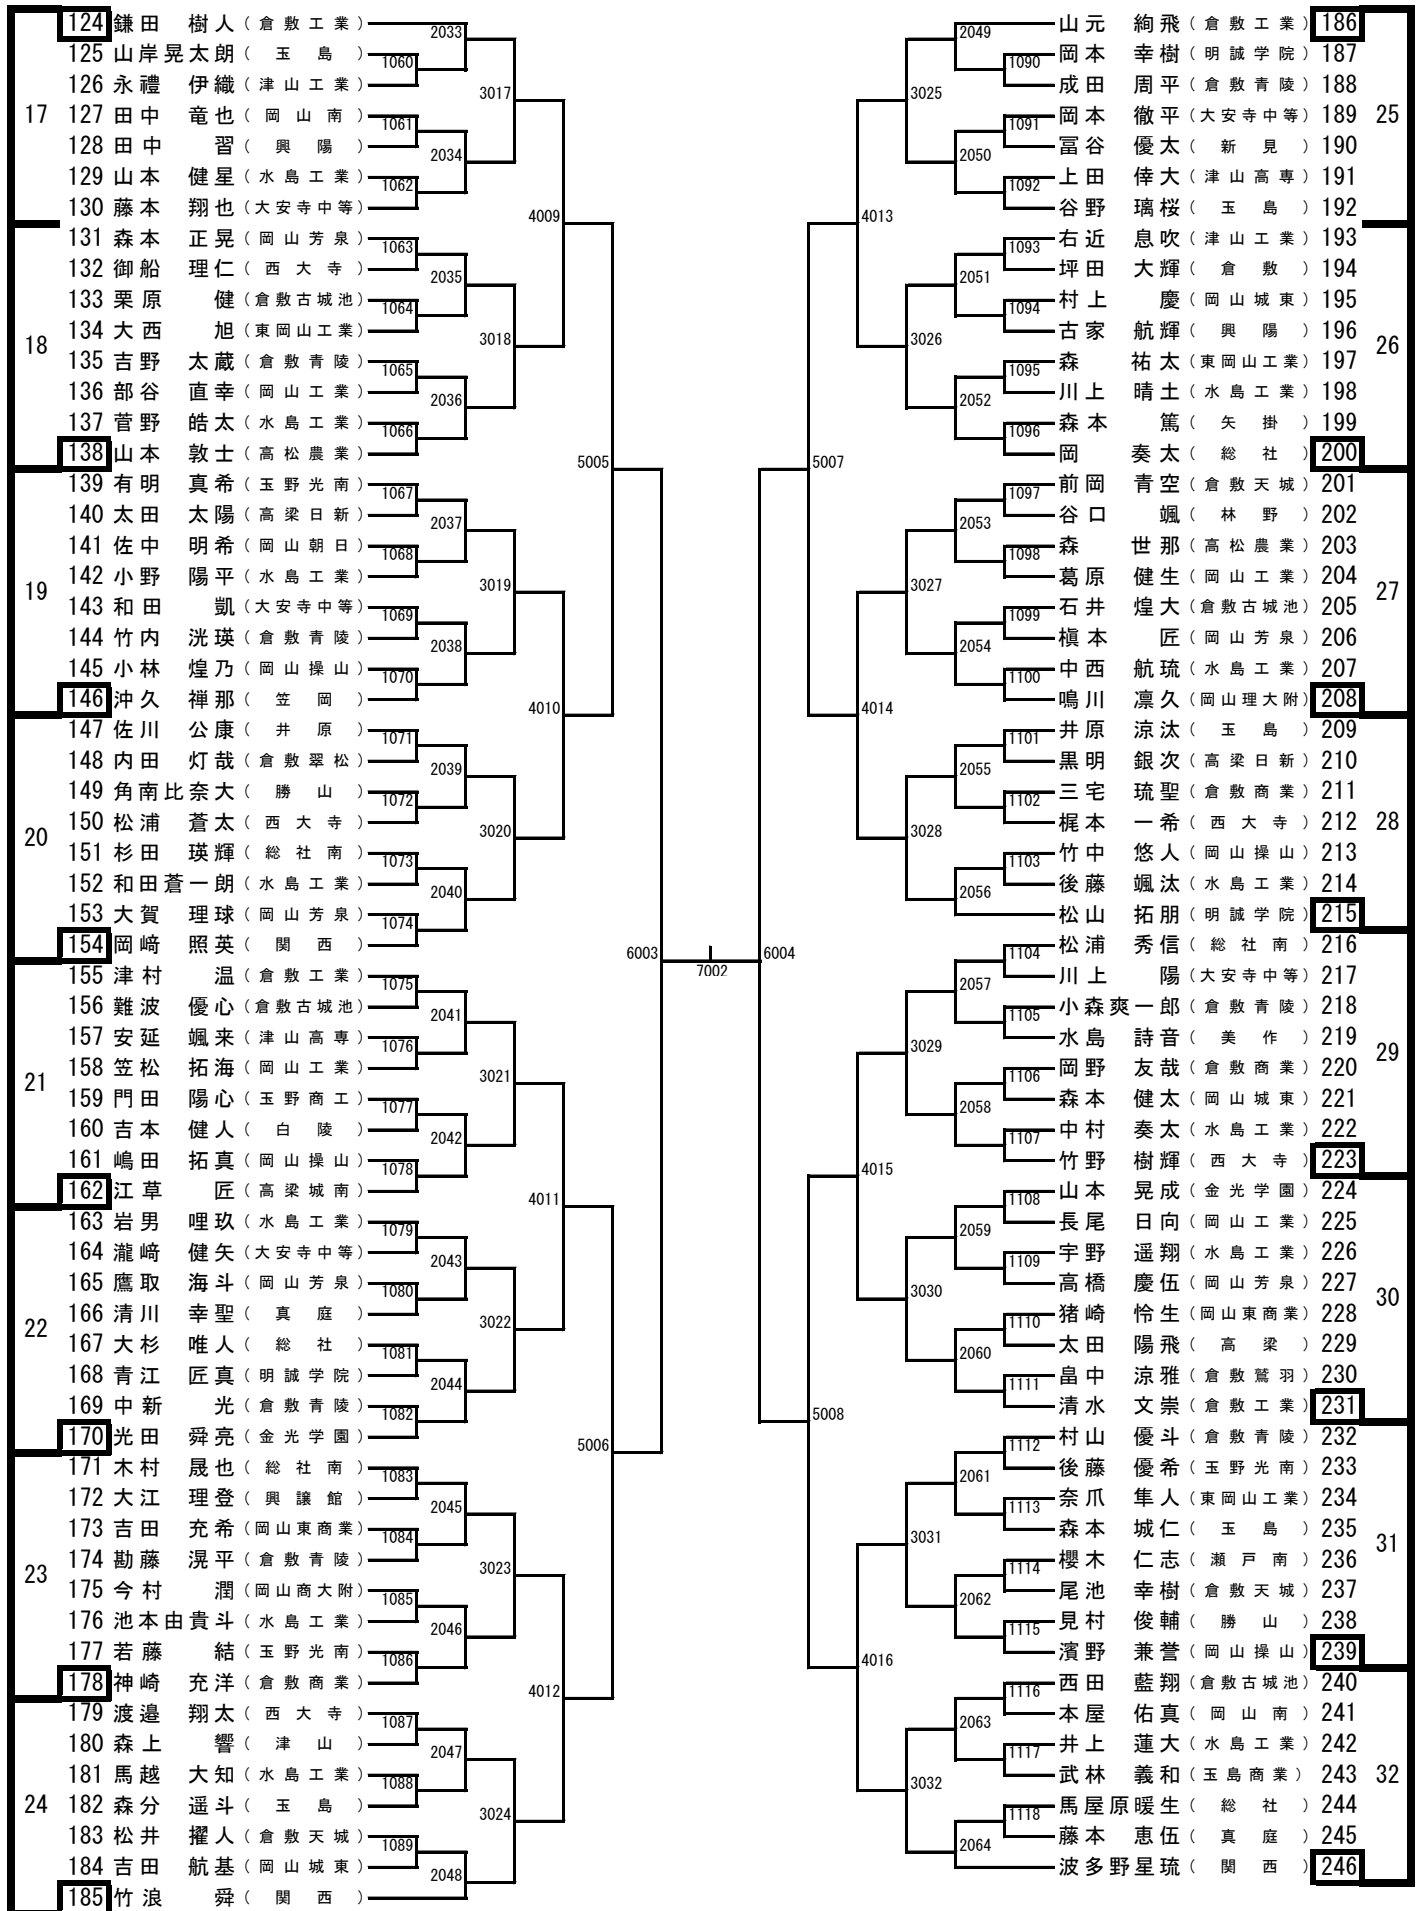 124 鎌田 樹人 (倉敷工業)
125 山岸晃太朗 (玉島)
126 永禮 伊織 (津山工業)
127 田中 竜也 (岡山南)
128 田中 習 (興陽)
129 山本 健星 (水島工業)
130 藤本 翔也 (大安寺中等)
17
131 森本 正晃 (岡山芳泉)
132 御船 理仁 (西大寺)
133 栗原 健 (倉敷古城池)
134 大西 旭 (東岡山工業)
135 吉野 太蔵 (倉敷青陵)
136 部谷 直幸 (岡山工業)
137 菅野 皓太 (水島工業)
138 山本 敦士 (高松農業)
18
139 有明 真希 (玉野光南)
140 太田 太陽 (高梁日新)
141 佐中 明希 (岡山朝日)
142 小野 陽平 (水島工業)
143 和田 凱 (大安寺中等)
144 竹内 洸瑛 (倉敷青陵)
145 小林 煌乃 (岡山操山)
146 沖久 禅那 (笠岡)
19
147 佐川 公康 (井原)
148 内田 灯哉 (倉敷翠松)
149 角南比奈大 (勝山)
150 松浦 蒼太 (西大寺)
151 杉田 瑛輝 (総社南)
152 和田蒼一朗 (水島工業)
153 大賀 理球 (岡山芳泉)
154 岡﨑 照英 (関西)
20
155 津村 温 (倉敷工業)
156 難波 優心 (倉敷古城池)
157 安延 颯来 (津山高専)
158 笠松 拓海 (岡山工業)
159 門田 陽心 (玉野商工)
160 吉本 健人 (白陵)
161 嶋田 拓真 (岡山操山)
162 江草 匠 (高梁城南)
21
163 岩男 哩玖 (水島工業)
164 瀧﨑 健矢 (大安寺中等)
165 鷹取 海斗 (岡山芳泉)
166 清川 幸聖 (真庭)
167 大杉 唯人 (総社)
168 青江 匠真 (明誠学院)
169 中新 光 (倉敷青陵)
170 光田 舜亮 (金光学園)
22
171 木村 晟也 (総社南)
172 大江 理登 (興譲館)
173 吉田 充希 (岡山東商業)
174 勘藤 滉平 (倉敷青陵)
175 今村 潤 (岡山商大附)
176 池本由貴斗 (水島工業)
177 若藤 結 (玉野光南)
178 神崎 充洋 (倉敷商業)
23
179 渡邉 翔太 (西大寺)
180 森上 響 (津山)
181 馬越 大知 (水島工業)
182 森分 遥斗 (玉島)
183 松井 擢人 (倉敷天城)
184 吉田 航基 (岡山城東)
185 竹浪 舜 (関西)
24
1060
1061
1062
1063
1064
1065
1066
1067
1068
1069
1070
1071
1072
1073
1074
1075
1076
1077
1078
1079
1080
1081
1082
1083
1084
1085
1086
1087
1088
1089
2033
2034
2035
2036
2037
2038
2039
2040
2041
2042
2043
2044
2045
2046
2047
2048
3017
3018
3019
3020
3021
3022
3023
3024
4009
4010
4011
4012
5005
5006
6003
7002
6004
5007
5008
4013
4014
4015
4016
3025
3026
3027
3028
3029
3030
3031
3032
2049
2050
2051
2052
2053
2054
2055
2056
2057
2058
2059
2060
2061
2062
2063
2064
1090
1091
1092
1093
1094
1095
1096
1097
1098
1099
1100
1101
1102
1103
1104
1105
1106
1107
1108
1109
1110
1111
1112
1113
1114
1115
1116
1117
1118
山元 絢飛 (倉敷工業) 186
岡本 幸樹 (明誠学院) 187
成田 周平 (倉敷青陵) 188
岡本 徹平 (大安寺中等) 189
冨谷 優太 (新見) 190
上田 倖大 (津山高専) 191
谷野 璃桜 (玉島) 192
25
右近 息吹 (津山工業) 193
坪田 大輝 (倉敷) 194
村上 慶 (岡山城東) 195
古家 航輝 (興陽) 196
森 祐太 (東岡山工業) 197
川上 晴土 (水島工業) 198
森本 篤 (矢掛) 199
岡 奏太 (総社) 200
26
前岡 青空 (倉敷天城) 201
谷口 颯 (林野) 202
森 世那 (高松農業) 203
葛原 健生 (岡山工業) 204
石井 煌大 (倉敷古城池) 205
槇本 匠 (岡山芳泉) 206
中西 航琉 (水島工業) 207
鳴川 凛久 (岡山理大附) 208
27
井原 涼汰 (玉島) 209
黒明 銀次 (高梁日新) 210
三宅 琉聖 (倉敷商業) 211
梶本 一希 (西大寺) 212
竹中 悠人 (岡山操山) 213
後藤 颯汰 (水島工業) 214
松山 拓朋 (明誠学院) 215
28
松浦 秀信 (総社南) 216
川上 陽 (大安寺中等) 217
小森爽一郎 (倉敷青陵) 218
水島 詩音 (美作) 219
岡野 友哉 (倉敷商業) 220
森本 健太 (岡山城東) 221
中村 奏太 (水島工業) 222
竹野 樹輝 (西大寺) 223
29
山本 晃成 (金光学園) 224
長尾 日向 (岡山工業) 225
宇野 遥翔 (水島工業) 226
高橋 慶伍 (岡山芳泉) 227
猪崎 怜生 (岡山東商業) 228
太田 陽飛 (高梁) 229
畠中 涼雅 (倉敷鷲羽) 230
清水 文崇 (倉敷工業) 231
30
村山 優斗 (倉敷青陵) 232
後藤 優希 (玉野光南) 233
奈爪 隼人 (東岡山工業) 234
森本 城仁 (玉島) 235
櫻木 仁志 (瀬戸南) 236
尾池 幸樹 (倉敷天城) 237
見村 俊輔 (勝山) 238
濱野 兼誉 (岡山操山) 239
31
西田 藍翔 (倉敷古城池) 240
本屋 佑真 (岡山南) 241
井上 蓮大 (水島工業) 242
武林 義和 (玉島商業) 243
馬屋原暖生 (総社) 244
藤本 恵伍 (真庭) 245
波多野星琉 (関西) 246
32